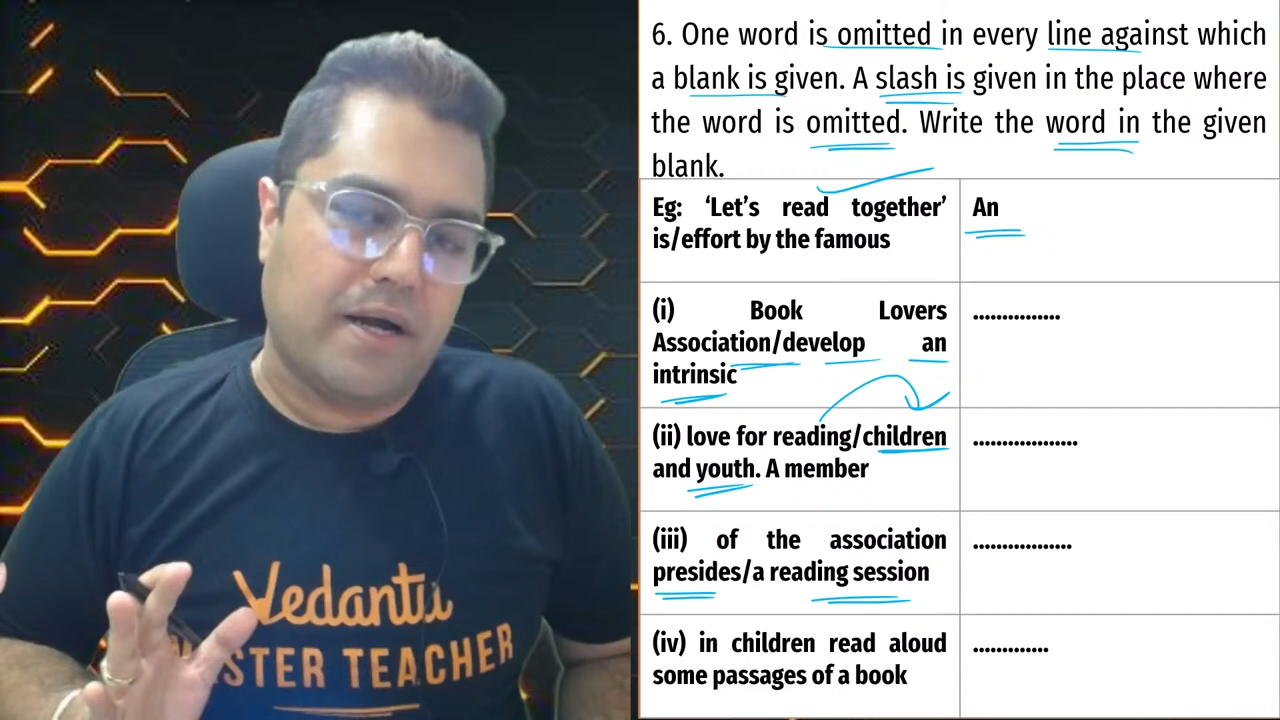 6. One word is omitted in every line against which
a blank is given. A slash is given in the place where
the word is omitted. Write the word in the given
blank.
Eg: ‘Let’s read together’
is/effort by the famous
An
(i) Book Lovers
Association/develop an
intrinsic
...............
(ii) love for reading/children
and youth. A member
..................
(iii) of the association
presides/a reading session
.................
(iv) in children read aloud
some passages of a book
.............
Vedantu
MASTER TEACHER